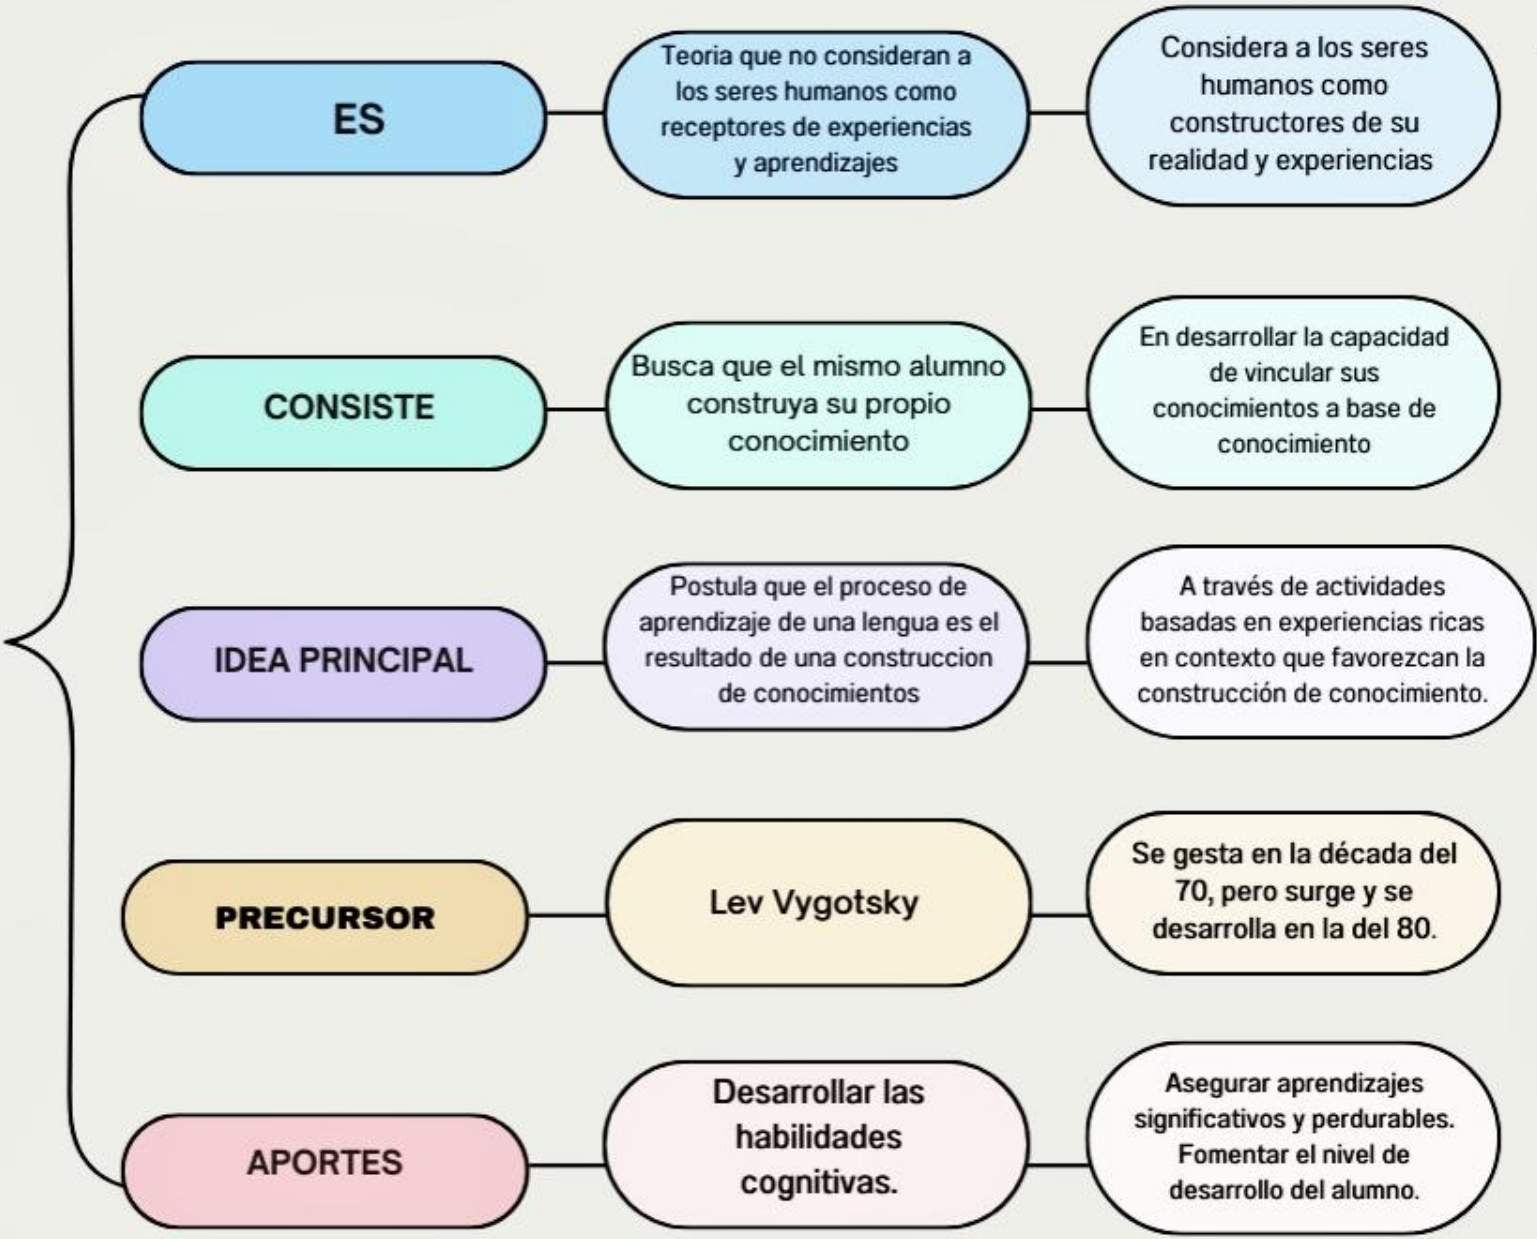 ES
Teoria que no consideran a
los seres humanos como
receptores de experiencias
y aprendizajes
Considera a los seres
humanos como
constructores de su
realidad y experiencias
CONSISTE
Busca que el mismo alumno
construya su propio
conocimiento
En desarrollar la capacidad
de vincular sus
conocimientos a base de
conocimiento
IDEA PRINCIPAL
Postula que el proceso de
aprendizaje de una lengua es el
resultado de una construccion
de conocimientos
A través de actividades
basadas en experiencias ricas
en contexto que favorezcan la
construcción de conocimiento.
PRECURSOR
Lev Vygotsky
Se gesta en la década del
70, pero surge y se
desarrolla en la del 80.
APORTES
Desarrollar las
habilidades
cognitivas.
Asegurar aprendizajes
significativos y perdurables.
Fomentar el nivel de
desarrollo del alumno.